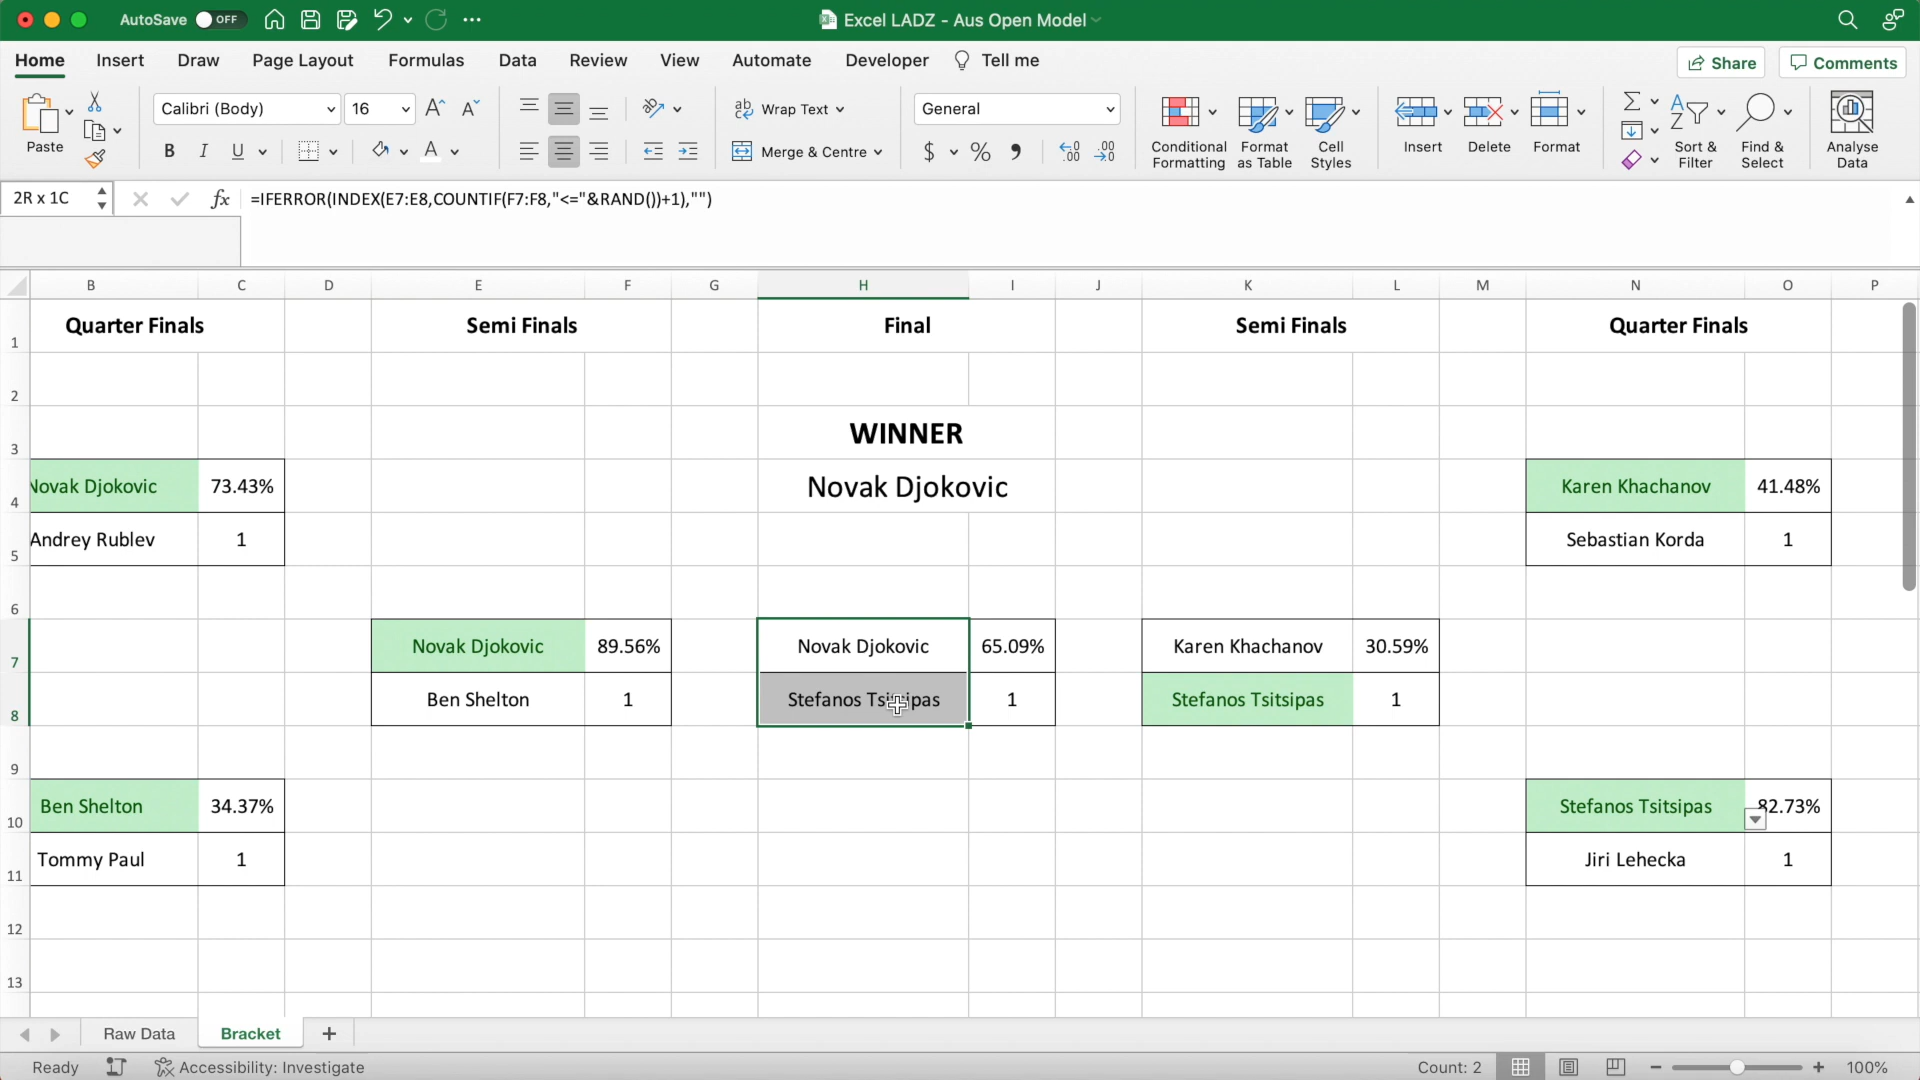 AutoSave OFF
Excel LADZ - Aus Open Model
Home Insert Draw Page Layout Formulas Data Review View Automate Developer Tell me
Share Comments
Paste
Calibri (Body) 16
B I U A
Wrap Text
Merge & Centre
General
$ % 9
Conditional Formatting
Format as Table
Cell Styles
Insert
Delete
Format
Sort & Filter
Find & Select
Analyse Data
2R x 1C fx =IFERROR(INDEX(E7:E8,COUNTIF(F7:F8,"<="&RAND())+1),"")
B C D E F G H I J K L M N O P
1 Quarter Finals Semi Finals Final Semi Finals Quarter Finals
2
3 WINNER
4 Novak Djokovic 73.43% Novak Djokovic Karen Khachanov 41.48%
5 Andrey Rublev 1 Sebastian Korda 1
6
7 Novak Djokovic 89.56% Novak Djokovic 65.09% Karen Khachanov 30.59%
8 Ben Shelton 1 Stefanos Tsitsipas 1 Stefanos Tsitsipas 1
9
10 Ben Shelton 34.37% Stefanos Tsitsipas 82.73%
11 Tommy Paul 1 Jiri Lehecka 1
12
13
Raw Data Bracket +
Ready Accessibility: Investigate Count: 2 100%